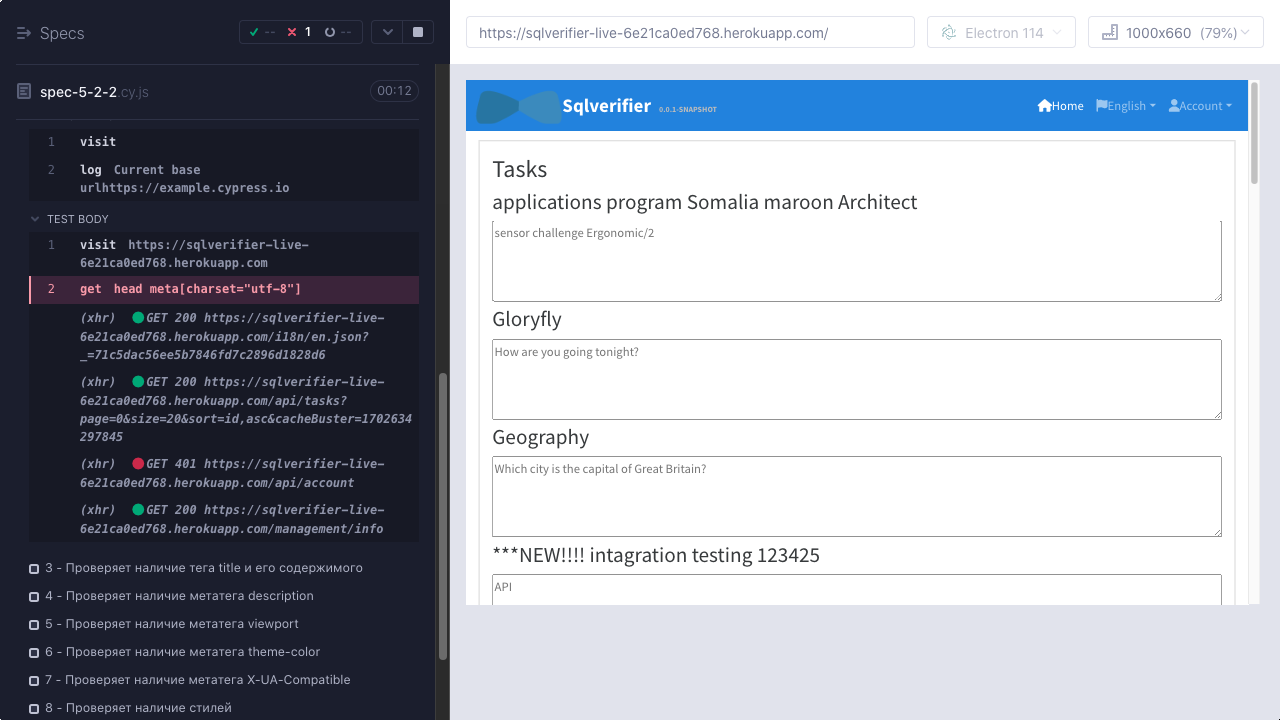 Specs
-- 1 --
spec-5-2-2.cy.js
00:12
1 visit
2 log Current base
urlhttps://example.cypress.io
TEST BODY
1 visit https://sqlverifier-live-
6e21ca0ed768.herokuapp.com
2 get head meta[charset="utf-8"]
(xhr) GET 200 https://sqlverifier-live-
6e21ca0ed768.herokuapp.com/i18n/en.json?
_=71c5dac56ee5b7846fd7c2896d1828d6
(xhr) GET 200 https://sqlverifier-live-
6e21ca0ed768.herokuapp.com/api/tasks?
page=0&size=20&sort=id,asc&cacheBuster=1702634
297845
(xhr) GET 401 https://sqlverifier-live-
6e21ca0ed768.herokuapp.com/api/account
(xhr) GET 200 https://sqlverifier-live-
6e21ca0ed768.herokuapp.com/management/info
3 - Проверяет наличие тега title и его содержимого
4 - Проверяет наличие метатега description
5 - Проверяет наличие метатега viewport
6 - Проверяет наличие метатега theme-color
7 - Проверяет наличие метатега X-UA-Compatible
8 - Проверяет наличие стилей
https://sqlverifier-live-6e21ca0ed768.herokuapp.com/
Electron 114
1000x660 (79%)
Sqlverifier 0.0.1-SNAPSHOT
Home English Account
Tasks
applications program Somalia maroon Architect
sensor challenge Ergonomic/2
Gloryfly
How are you going tonight?
Geography
Which city is the capital of Great Britain?
***NEW!!!! intagration testing 123425
API